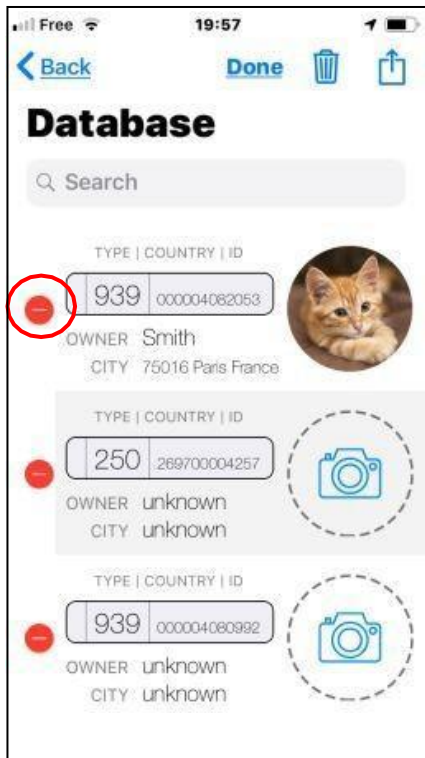 Free 19:57
Back Done
Database
Search
TYPE | COUNTRY | ID
939 000004082053
OWNER Smith
CITY 75016 Paris France
TYPE | COUNTRY | ID
250 269700004257
OWNER unknown
CITY unknown
TYPE | COUNTRY | ID
939 000004080992
OWNER unknown
CITY unknown